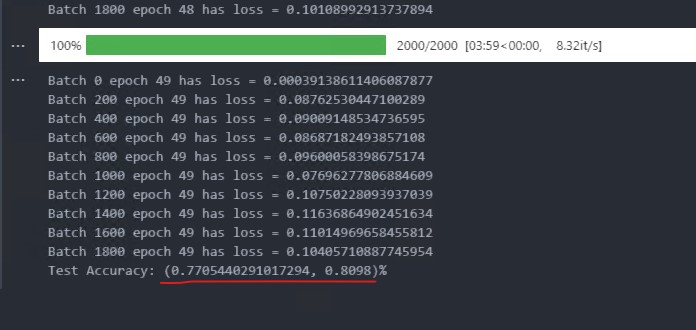 Batch 1800 epoch 48 has loss = 0.10108992913737894
100% 2000/2000 [03:59<00:00, 8.32it/s]
Batch 0 epoch 49 has loss = 0.00039138611406087877
Batch 200 epoch 49 has loss = 0.08762530447100289
Batch 400 epoch 49 has loss = 0.09009148534736595
Batch 600 epoch 49 has loss = 0.08687182493857108
Batch 800 epoch 49 has loss = 0.09600058398675174
Batch 1000 epoch 49 has loss = 0.07696277806884609
Batch 1200 epoch 49 has loss = 0.10750228093937039
Batch 1400 epoch 49 has loss = 0.11636864902451634
Batch 1600 epoch 49 has loss = 0.11014969658455812
Batch 1800 epoch 49 has loss = 0.10405710887745954
Test Accuracy: (0.7705440291017294, 0.8098)%